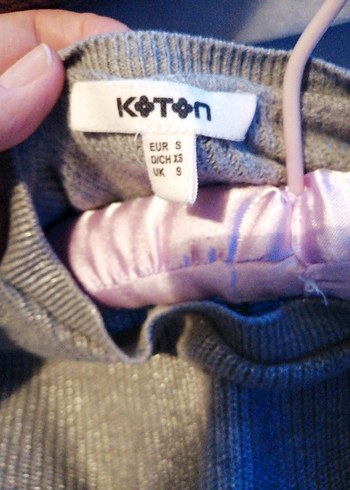 KOTON
EUR S
D/CH XS
UK S